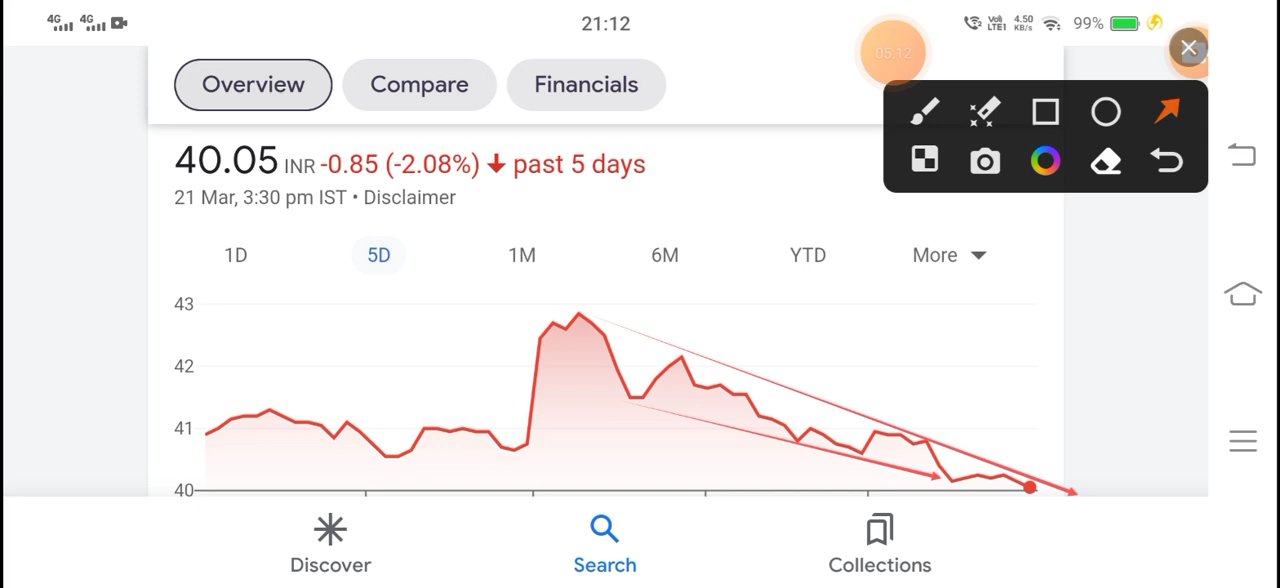 4G 4G 21:12 Vo) LTE1 4.50 KB/s 99%
05:12
Overview Compare Financials
40.05 INR -0.85 (-2.08%) past 5 days
21 Mar, 3:30 pm IST • Disclaimer
1D 5D 1M 6M YTD More
43
42
41
40
Discover Search Collections